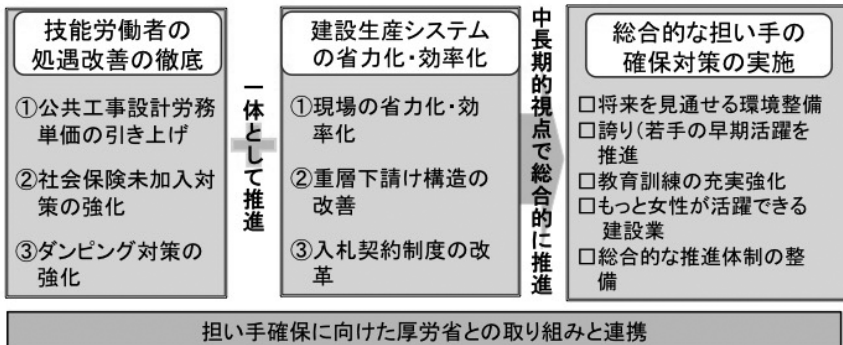 技能労働者の
処遇改善の徹底
①公共工事設計労務
単価の引き上げ
②社会保険未加入対
策の強化
③ダンピング対策の
強化
一体として推進
建設生産システム
の省力化・効率化
①現場の省力化・効
率化
②重層下請け構造の
改善
③入札契約制度の改
革
中長期的視点で総合的に推進
総合的な担い手の
確保対策の実施
□将来を見通せる環境整備
□誇り(若手の早期活躍を
推進
□教育訓練の充実強化
□もっと女性が活躍できる
建設業
□総合的な推進体制の整
備
担い手確保に向けた厚労省との取り組みと連携